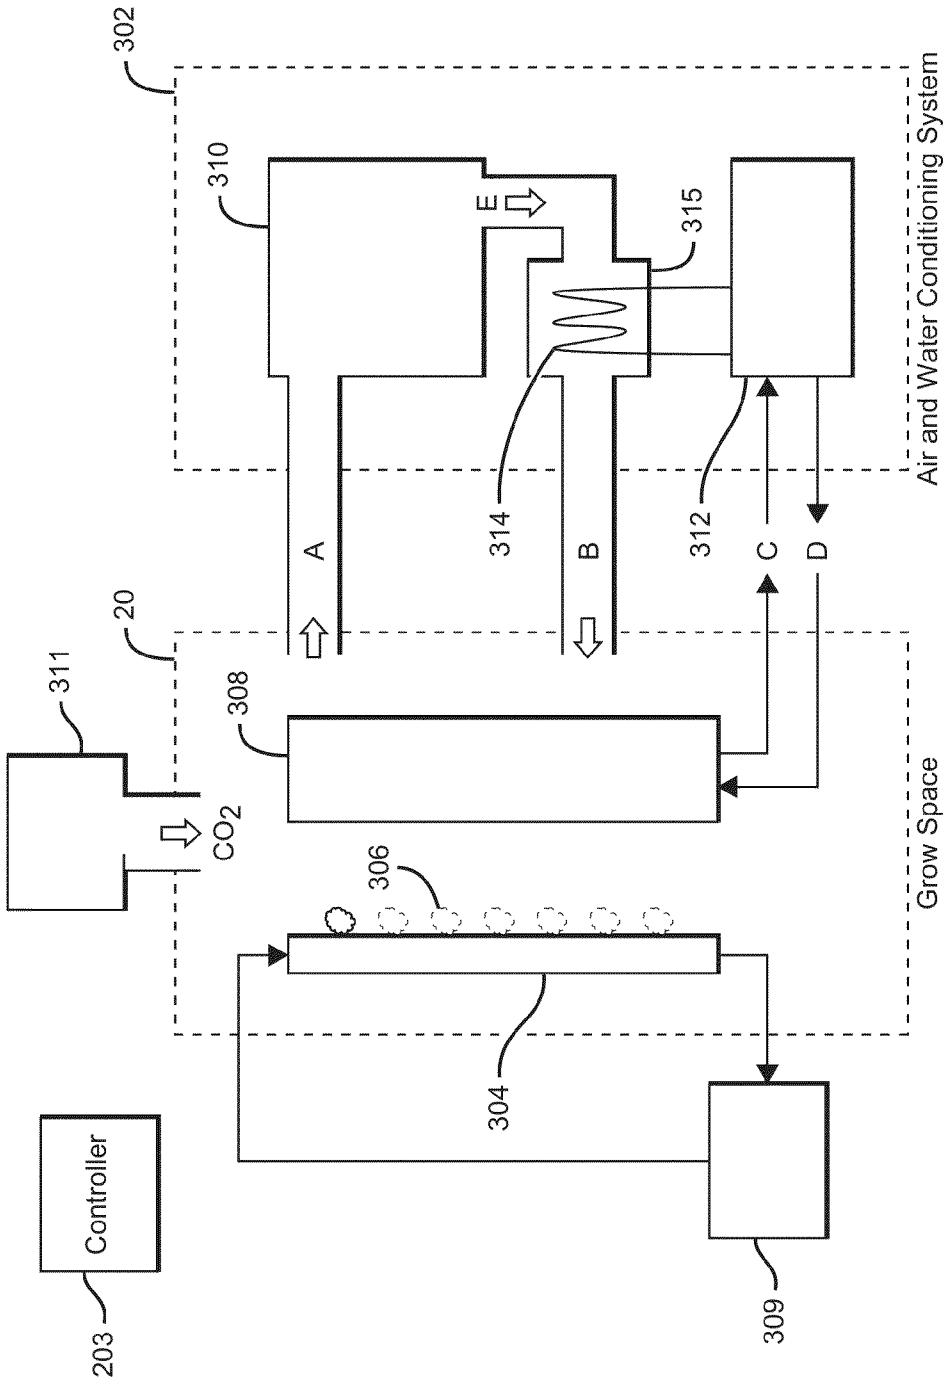 311
203
Controller
20
302
CO2
308
310
A
306
E
304
314
B
315
312
309
C
D
Grow Space
Air and Water Conditioning System